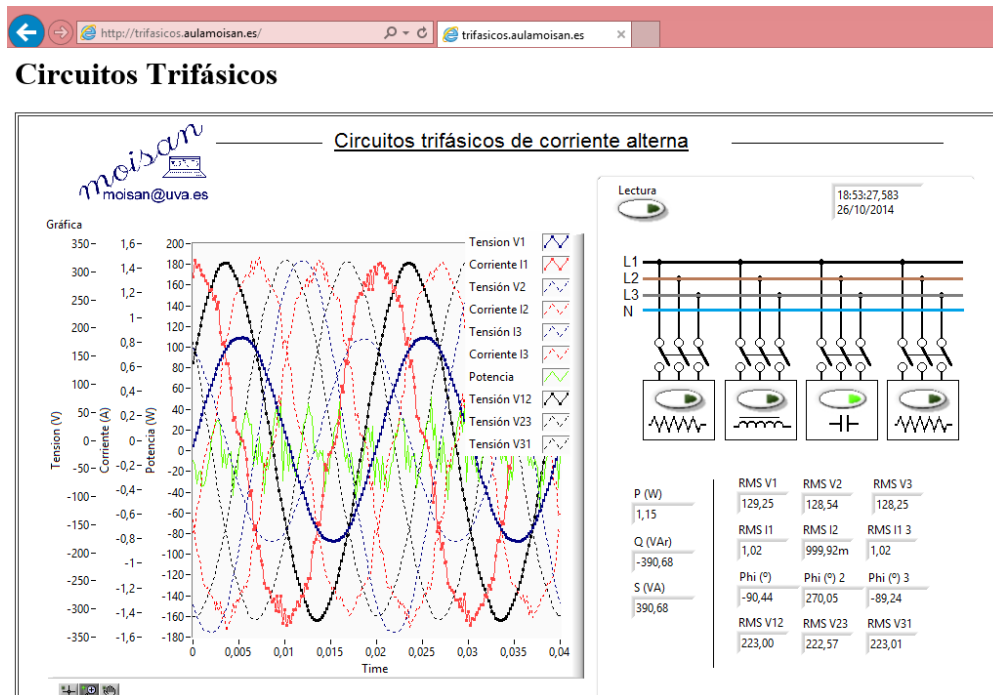 http://trifasicos.aulamoisan.es/
trifasicos.aulamoisan.es
Circuitos Trifásicos
moisan
moisan@uva.es
Circuitos trifásicos de corriente alterna
Lectura
18:53:27,583
26/10/2014
Gráfica
Tension (V)
350
300
250
200
150
100
50
0
-50
-100
-150
-200
-250
-300
-350
Corriente (A)
1,6
1,4
1,2
1
0,8
0,6
0,4
0,2
0
-0,2
-0,4
-0,6
-0,8
-1
-1,2
-1,4
-1,6
Potencia (W)
200
180
160
140
120
100
80
60
40
20
0
-20
-40
-60
-80
-100
-120
-140
-160
-180
0 0,005 0,01 0,015 0,02 0,025 0,03 0,035 0,04
Time
Tension V1
Corriente I1
Tensión V2
Corriente I2
Tensión I3
Corriente I3
Potencia
Tensión V12
Tensión V23
Tensión V31
L1
L2
L3
N
P (W)
1,15
Q (VAr)
-390,68
S (VA)
390,68
RMS V1 RMS V2 RMS V3
129,25 128,54 128,25
RMS I1 RMS I2 RMS I1 3
1,02 999,92m 1,02
Phi (º) Phi (º) 2 Phi (º) 3
-90,44 270,05 -89,24
RMS V12 RMS V23 RMS V31
223,00 222,57 223,01